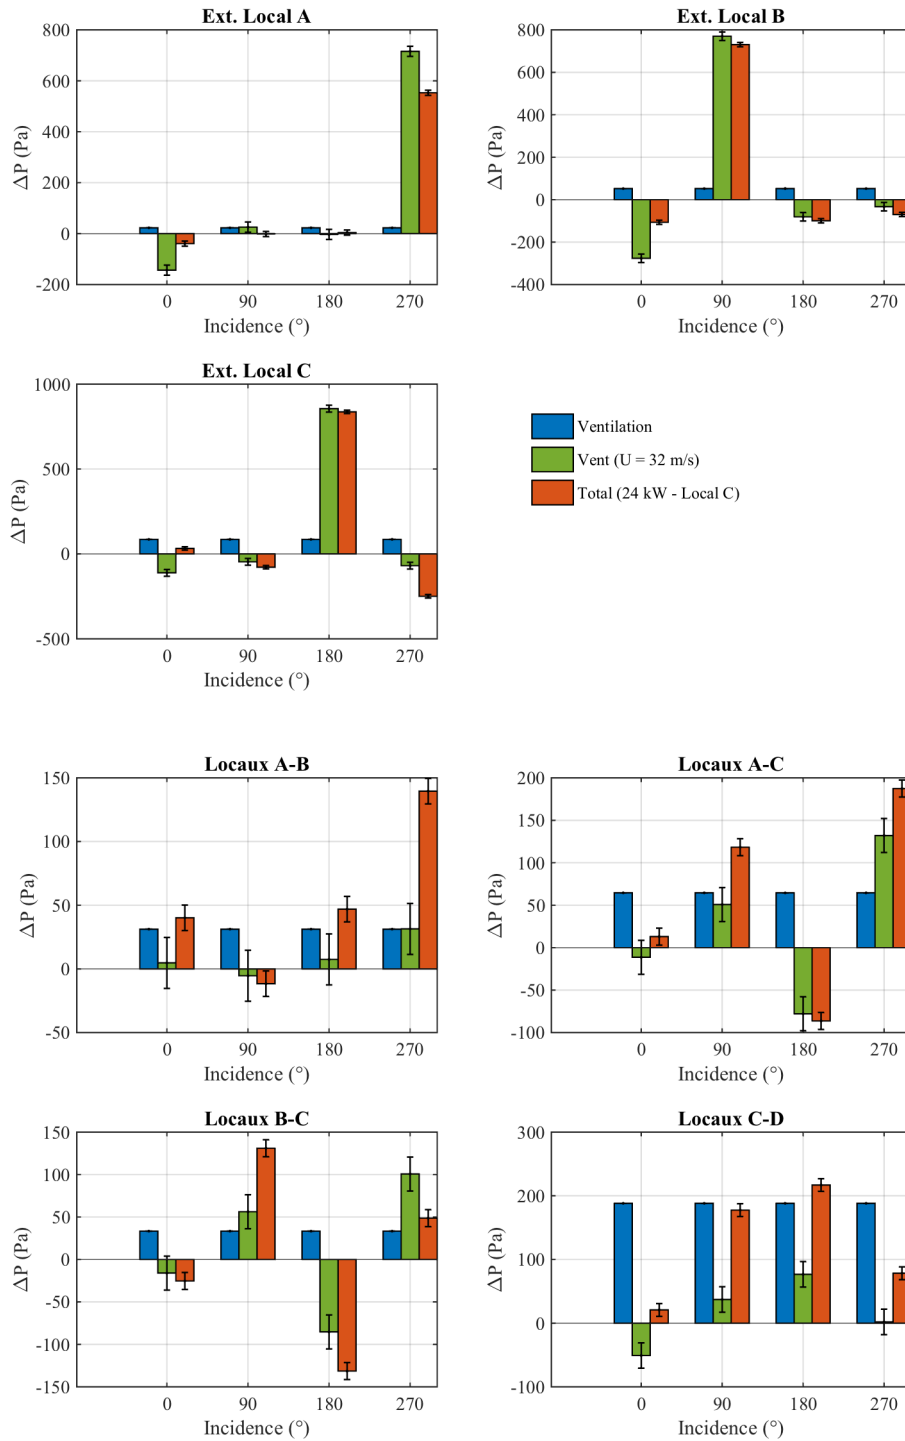 Ext. Local A
800
600
400
200
0
-200
ΔP (Pa)
0 90 180 270
Incidence (°)
Ext. Local B
800
600
400
200
0
-200
-400
ΔP (Pa)
0 90 180 270
Incidence (°)
Ext. Local C
1000
500
0
-500
ΔP (Pa)
0 90 180 270
Incidence (°)
Ventilation
Vent (U = 32 m/s)
Total (24 kW - Local C)
Locaux A-B
150
100
50
0
-50
ΔP (Pa)
0 90 180 270
Incidence (°)
Locaux A-C
200
150
100
50
0
-50
-100
ΔP (Pa)
0 90 180 270
Incidence (°)
Locaux B-C
150
100
50
0
-50
-100
-150
ΔP (Pa)
0 90 180 270
Incidence (°)
Locaux C-D
300
200
100
0
-100
ΔP (Pa)
0 90 180 270
Incidence (°)